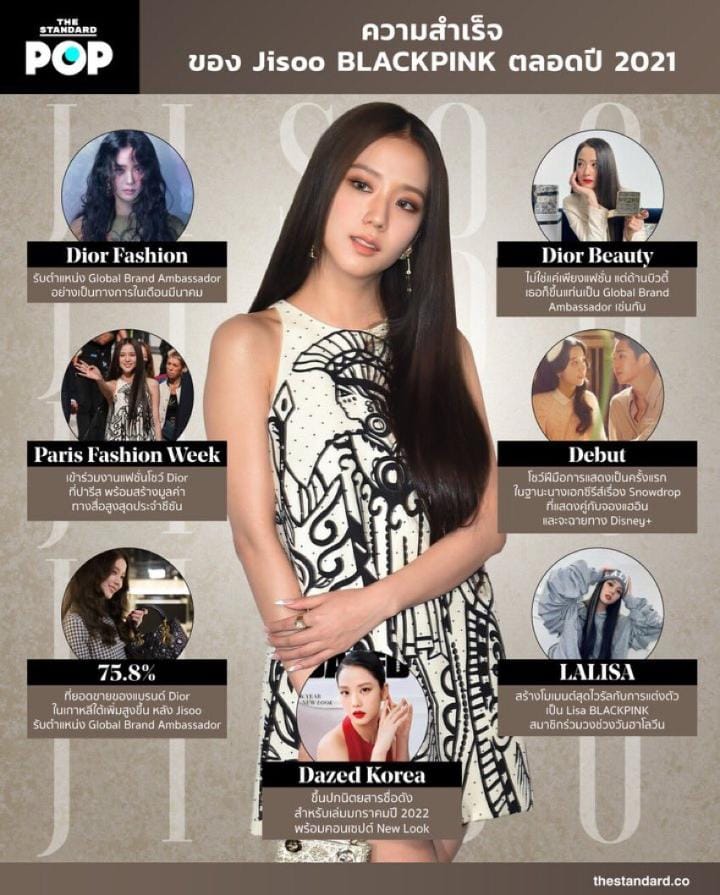 THE
STANDARD
POP
ความสำเร็จ
ของ Jisoo BLACKPINK ตลอดปี 2021
JISOO
Dior Fashion
รับตำแหน่ง Global Brand Ambassador
อย่างเป็นทางการในเดือนมีนาคม
Dior Beauty
ไม่ใช่แค่เพียงแฟชั่น แต่ด้านบิวตี้
เธอก็ขึ้นแท่นเป็น Global Brand
Ambassador เช่นกัน
Paris Fashion Week
เข้าร่วมงานแฟชั่นโชว์ Dior
ที่ปารีส พร้อมสร้างมูลค่า
ทางสื่อสูงสุดประจำซีซัน
Debut
โชว์ฝีมือการแสดงเป็นครั้งแรก
ในฐานะนางเอกซีรีส์เรื่อง Snowdrop
ที่แสดงคู่กับจองแฮอิน
และจะฉายทาง Disney+
75.8%
ที่ยอดขายของแบรนด์ Dior
ในเกาหลีใต้เพิ่มสูงขึ้น หลัง Jisoo
รับตำแหน่ง Global Brand Ambassador
LALISA
สร้างโมเมนต์สุดไวรัลกับการแต่งตัว
เป็น Lisa BLACKPINK
สมาชิกร่วมวงช่วงวันฮาโลวีน
YEAR
NEW LOOK
Dazed Korea
ขึ้นปกนิตยสารชื่อดัง
สำหรับเล่มมกราคมปี 2022
พร้อมคอนเซปต์ New Look
thestandard.co